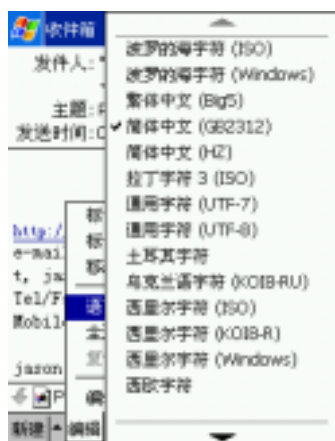 收件箱
发件人:"
主题:F
发送时间:C
http:/
e-mail
t, ja
Tel/F
Mobil
jason
新建 编辑
波罗的海字符 (ISO)
波罗的海字符 (Windows)
繁体中文 (Big5)
简体中文 (GB2312)
简体中文 (HZ)
拉丁字符 3 (ISO)
通用字符 (UTF-7)
通用字符 (UTF-8)
土耳其字符
乌克兰语字符 (KOI8-RU)
西里尔字符 (ISO)
西里尔字符 (KOI8-R)
西里尔字符 (Windows)
西欧字符